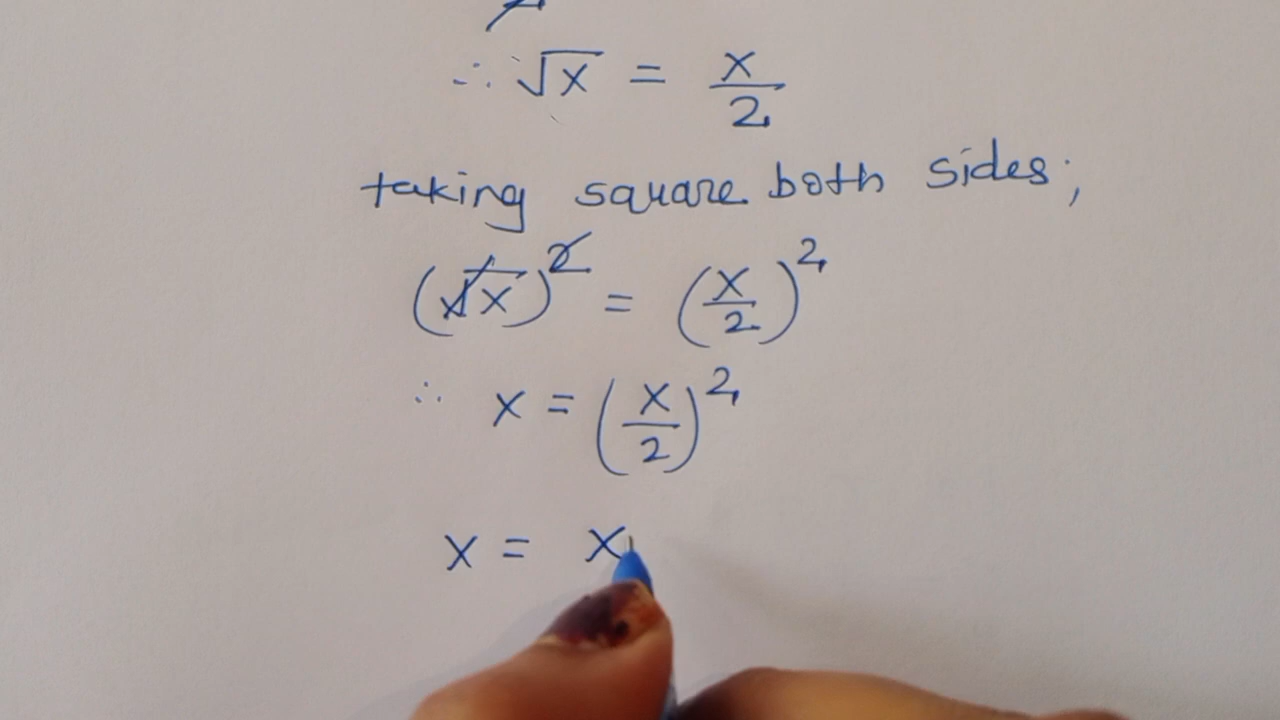 ∴ √x = x/2
taking square both sides;
(√x)² = (x/2)²
∴ x = (x/2)²
x = x